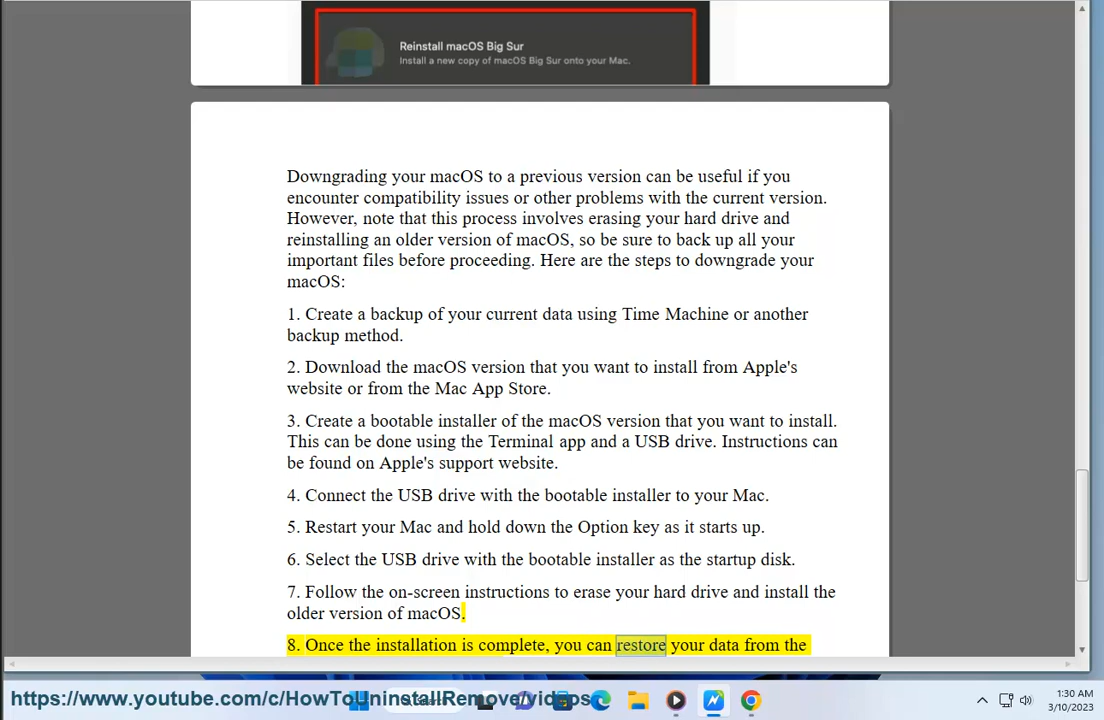 Reinstall macOS Big Sur
Install a new copy of macOS Big Sur onto your Mac.
Downgrading your macOS to a previous version can be useful if you
encounter compatibility issues or other problems with the current version.
However, note that this process involves erasing your hard drive and
reinstalling an older version of macOS, so be sure to back up all your
important files before proceeding. Here are the steps to downgrade your
macOS:
1. Create a backup of your current data using Time Machine or another
backup method.
2. Download the macOS version that you want to install from Apple's
website or from the Mac App Store.
3. Create a bootable installer of the macOS version that you want to install.
This can be done using the Terminal app and a USB drive. Instructions can
be found on Apple's support website.
4. Connect the USB drive with the bootable installer to your Mac.
5. Restart your Mac and hold down the Option key as it starts up.
6. Select the USB drive with the bootable installer as the startup disk.
7. Follow the on-screen instructions to erase your hard drive and install the
older version of macOS.
8. Once the installation is complete, you can restore your data from the
https://www.youtube.com/c/HowToUninstallRemove/videos
1:30 AM
3/10/2023